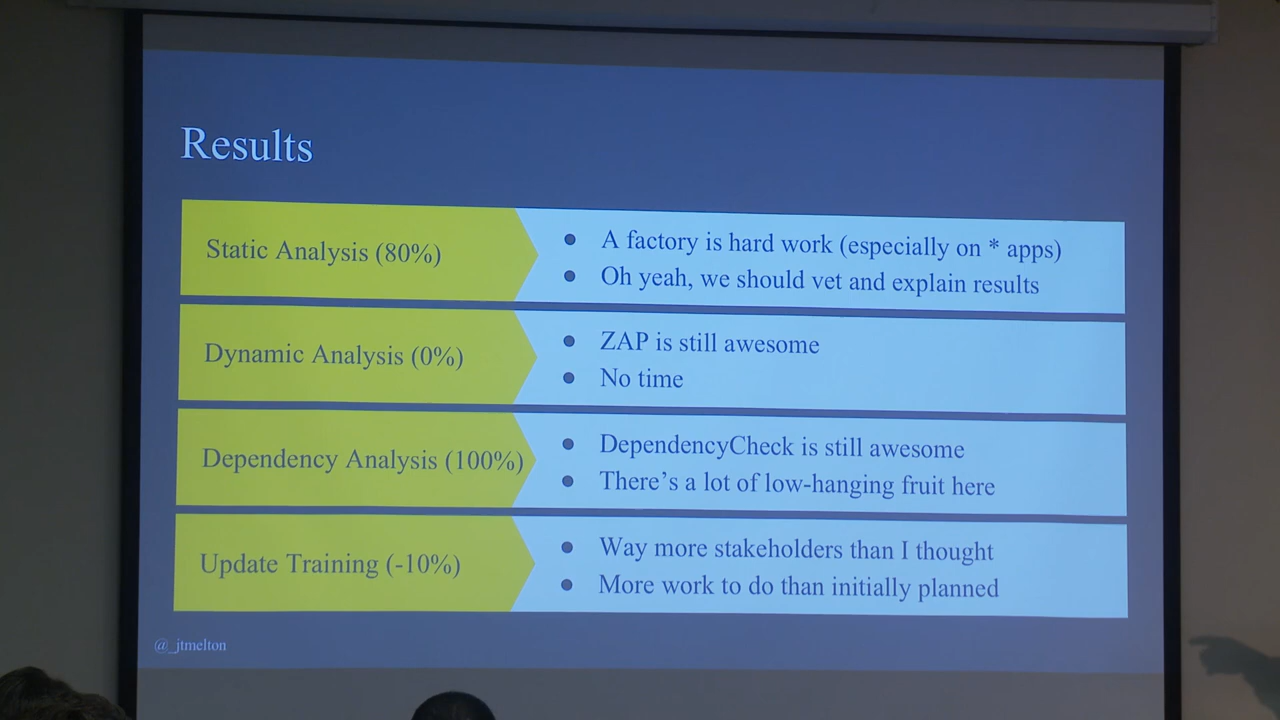 Results
Static Analysis (80%)
● A factory is hard work (especially on * apps)
● Oh yeah, we should vet and explain results
Dynamic Analysis (0%)
● ZAP is still awesome
● No time
Dependency Analysis (100%)
● DependencyCheck is still awesome
● There's a lot of low-hanging fruit here
Update Training (-10%)
● Way more stakeholders than I thought
● More work to do than initially planned
@_jtmelton